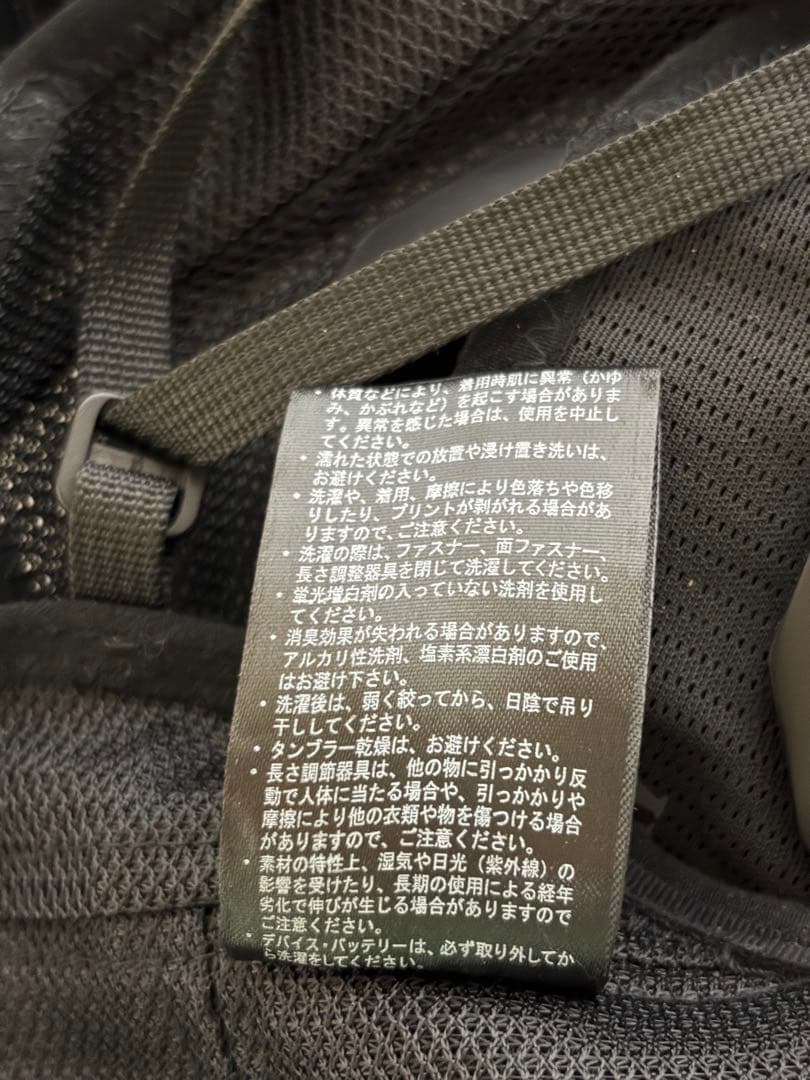 ・体質などにより、着用時肌に異常（かゆ
み、かぶれなど）を起こす場合がありま
す。異常を感じた場合は、使用を中止し
てください。
・濡れた状態での放置や浸け置き洗いは、
お避けください。
・洗濯や、着用、摩擦により色落ちや色移
りしたり、プリントが剥がれる場合があ
りますので、ご注意ください。
・洗濯の際は、ファスナー、面ファスナー、
長さ調整器具を閉じて洗濯してください。
・蛍光増白剤の入っていない洗剤を使用し
てください。
・消臭効果が失われる場合がありますので、
アルカリ性洗剤、塩素系漂白剤のご使用
はお避け下さい。
・洗濯後は、弱く絞ってから、日陰で吊り
干ししてください。
・タンブラー乾燥は、お避けください。
・長さ調節器具は、他の物に引っかかり反
動で人体に当たる場合や、引っかかりや
摩擦により他の衣類や物を傷つける場合
がありますので、ご注意ください。
・素材の特性上、湿気や日光（紫外線）の
影響を受けたり、長期の使用による経年
劣化で伸びが生じる場合がありますので
ご注意ください。
・デバイス・バッテリーは、必ず取り外してか
ら洗濯をしてください。